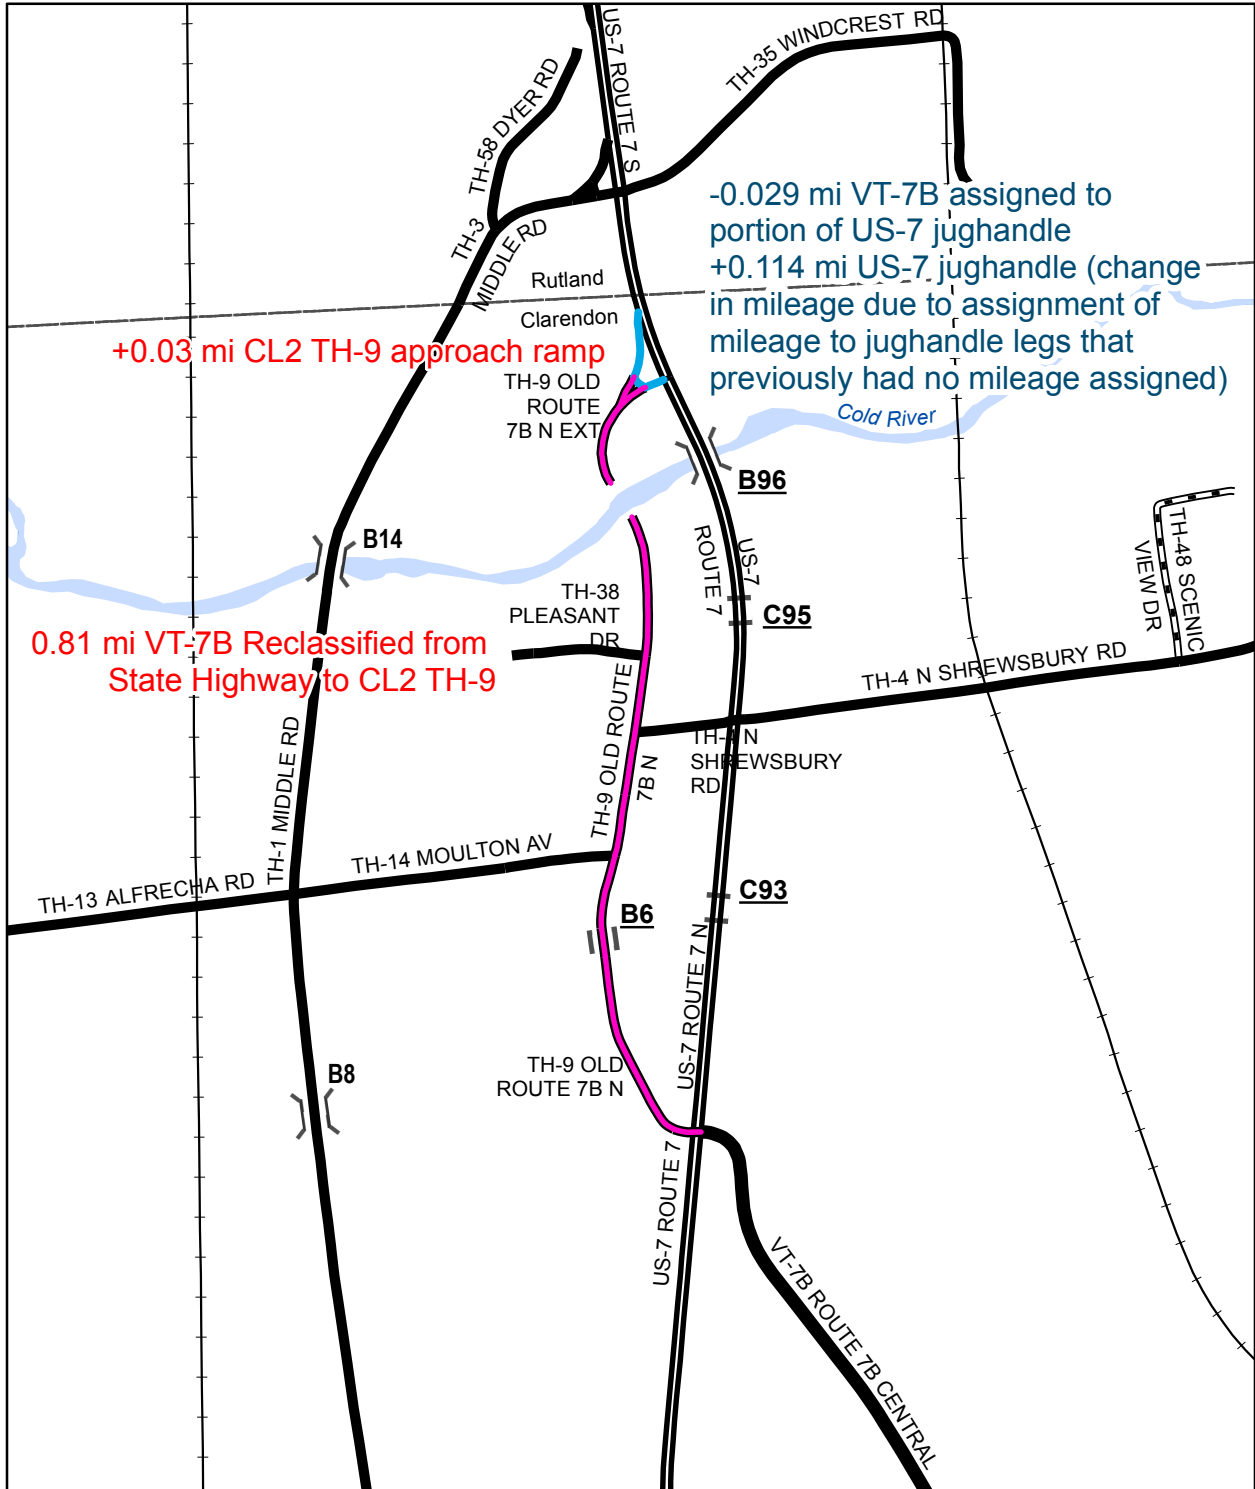 US-7 ROUTE 7 S
TH-35 WINDCREST RD
TH-58 DYER RD
TH-3
MIDDLE RD
-0.029 mi VT-7B assigned to
portion of US-7 jughandle
+0.114 mi US-7 jughandle (change
in mileage due to assignment of
mileage to jughandle legs that
previously had no mileage assigned)
Rutland
Clarendon
+0.03 mi CL2 TH-9 approach ramp
TH-9 OLD
ROUTE
7B N EXT
Cold River
B96
B14
US-7
ROUTE 7
TH-48 SCENIC
VIEW DR
TH-38
PLEASANT
DR
C95
0.81 mi VT-7B Reclassified from
State Highway to CL2 TH-9
TH-4 N SHREWSBURY RD
TH-9 OLD ROUTE
7B N
TH-4 N
SHREWSBURY
RD
TH-1 MIDDLE RD
TH-14 MOULTON AV
TH-13 ALFRECHA RD
C93
B6
US-7 ROUTE 7 N
TH-9 OLD
ROUTE 7B N
B8
US-7 ROUTE 7
VT-7B ROUTE 7B CENTRAL